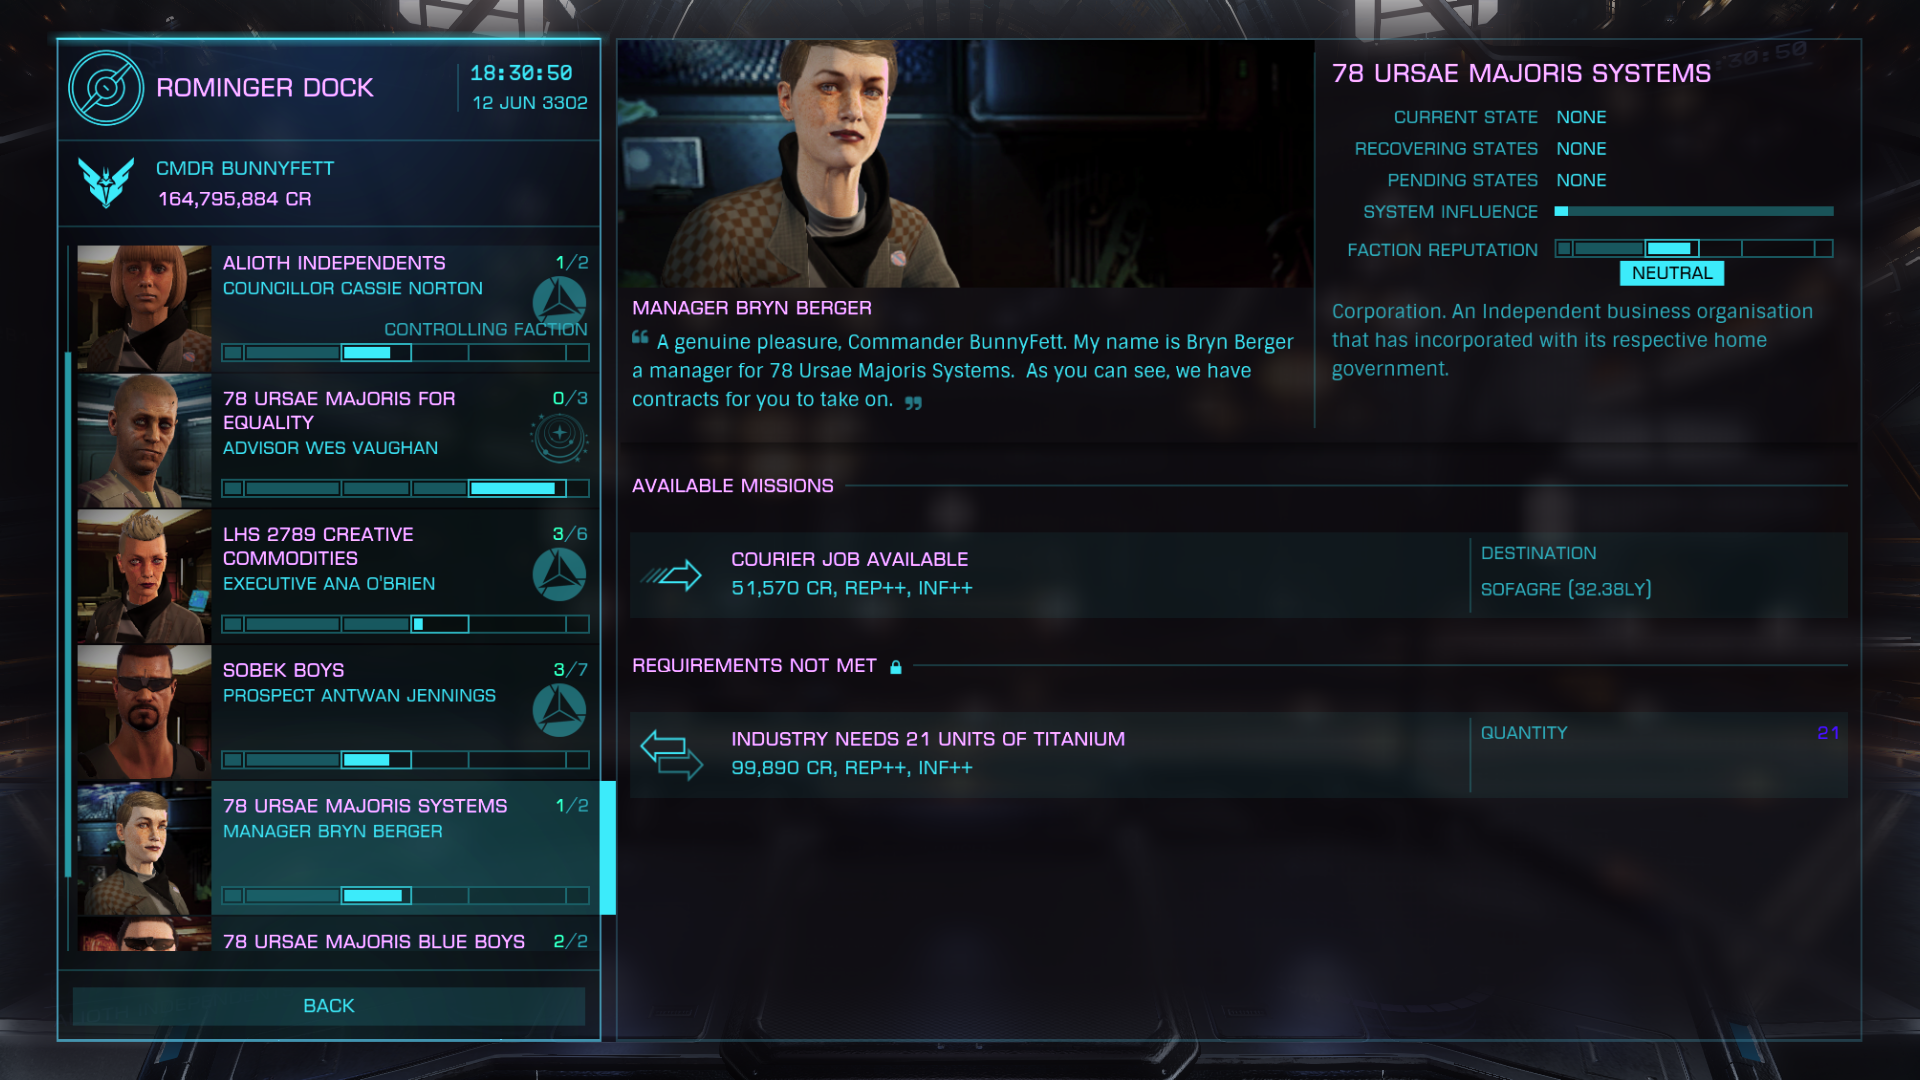 ROMINGER DOCK
18:30:50
12 JUN 3302
CMDR BUNNYFETT
164,795,884 CR
ALIOTH INDEPENDENTS
1/2
COUNCILLOR CASSIE NORTON
CONTROLLING FACTION
78 URSAE MAJORIS FOR
EQUALITY
0/3
ADVISOR WES VAUGHAN
LHS 2789 CREATIVE
COMMODITIES
3/6
EXECUTIVE ANA O'BRIEN
SOBEK BOYS
3/7
PROSPECT ANTWAN JENNINGS
78 URSAE MAJORIS SYSTEMS
1/2
MANAGER BRYN BERGER
78 URSAE MAJORIS BLUE BOYS
2/2
BACK
MANAGER BRYN BERGER
“ A genuine pleasure, Commander BunnyFett. My name is Bryn Berger
a manager for 78 Ursae Majoris Systems. As you can see, we have
contracts for you to take on. ”
78 URSAE MAJORIS SYSTEMS
CURRENT STATE NONE
RECOVERING STATES NONE
PENDING STATES NONE
SYSTEM INFLUENCE
FACTION REPUTATION
NEUTRAL
Corporation. An Independent business organisation
that has incorporated with its respective home
government.
AVAILABLE MISSIONS
COURIER JOB AVAILABLE
51,570 CR, REP++, INF++
DESTINATION
SOFAGRE (32.38LY)
REQUIREMENTS NOT MET
INDUSTRY NEEDS 21 UNITS OF TITANIUM
99,890 CR, REP++, INF++
QUANTITY 21